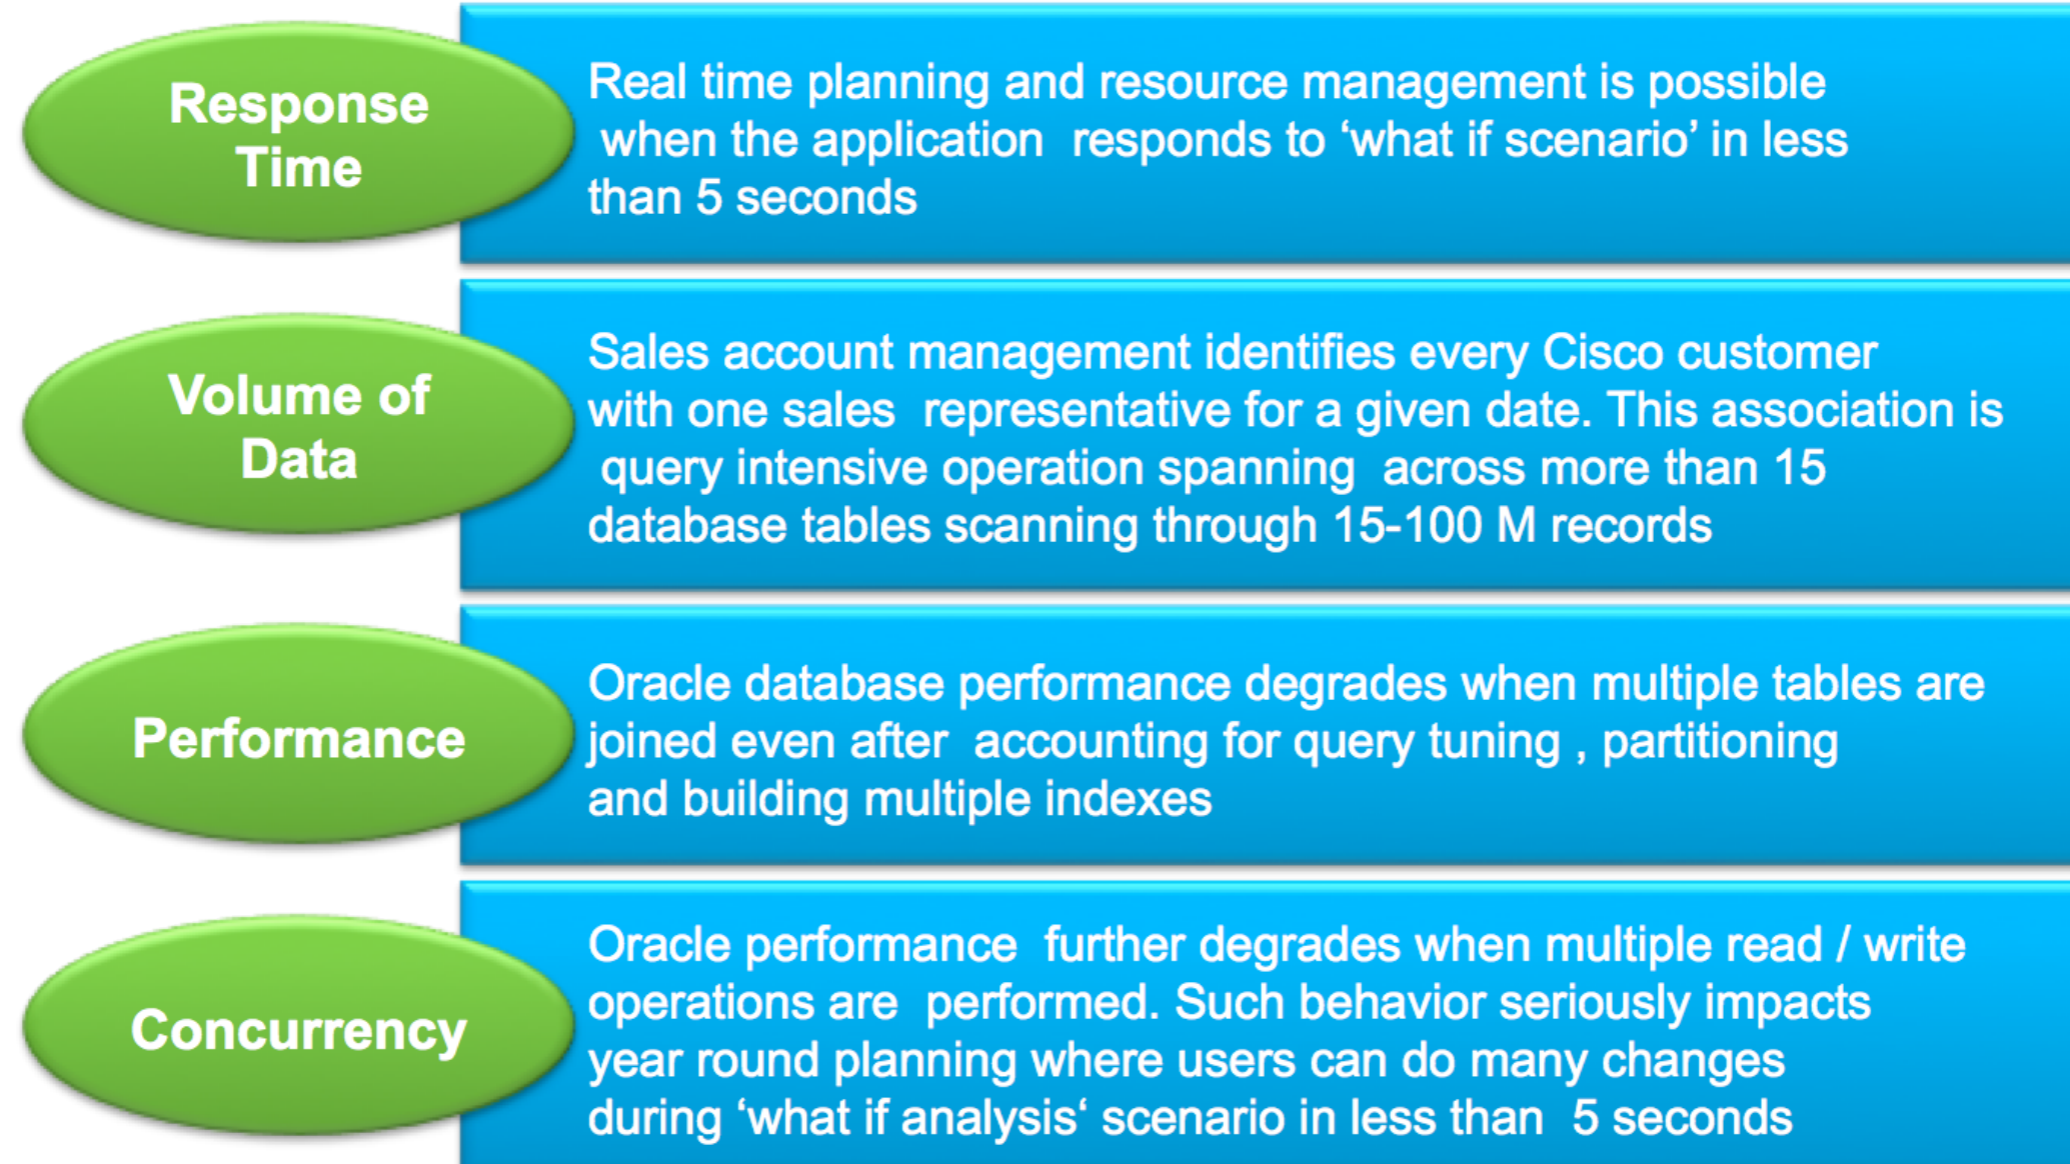 Response
Time
Real time planning and resource management is possible
when the application responds to ‘what if scenario’ in less
than 5 seconds
Volume of
Data
Sales account management identifies every Cisco customer
with one sales representative for a given date. This association is
query intensive operation spanning across more than 15
database tables scanning through 15-100 M records
Performance
Oracle database performance degrades when multiple tables are
joined even after accounting for query tuning , partitioning
and building multiple indexes
Concurrency
Oracle performance further degrades when multiple read / write
operations are performed. Such behavior seriously impacts
year round planning where users can do many changes
during ‘what if analysis‘ scenario in less than 5 seconds